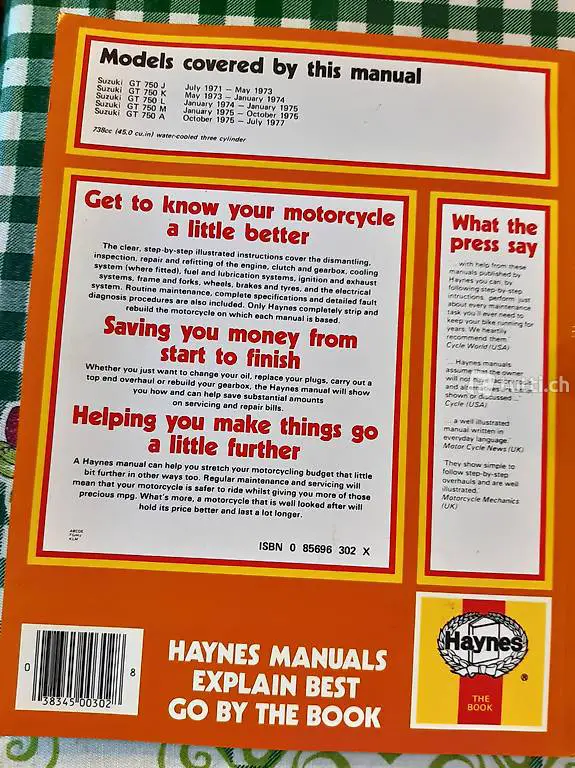 Models covered by this manual
Suzuki GT 750 J July 1971 – May 1973
Suzuki GT 750 K May 1973 – January 1974
Suzuki GT 750 L January 1974 – January 1975
Suzuki GT 750 M January 1975 – October 1975
Suzuki GT 750 A October 1975 – July 1977
738cc (45.0 cu.in) water-cooled three cylinder
Get to know your motorcycle
a little better
The clear, step-by-step illustrated instructions cover the dismantling,
inspection, repair and refitting of the engine, clutch and gearbox, cooling
system (where fitted), fuel and lubrication systems, ignition and exhaust
systems, frame and forks, wheels, brakes and tyres, and the electrical
system. Routine maintenance, complete specifications and detailed fault
diagnosis procedures are also included. Only Haynes completely strip and
rebuild the motorcycle on which each manual is based.
Saving you money from
start to finish
Whether you just want to change your oil, replace your plugs, carry out a
top end overhaul or rebuild your gearbox, the Haynes manual will show
you how and can help save substantial amounts
on servicing and repair bills.
Helping you make things go
a little further
A Haynes manual can help you stretch your motorcycling budget that little
bit further in other ways too. Regular maintenance and servicing will
mean that your motorcycle is safer to ride whilst giving you more of those
precious mpg. What's more, a motorcycle that is well looked after will
hold its price better and last a lot longer.
ABCDE
FGHIJ
KLM
ISBN 0 85696 302 X
What the
press say
... with help from these
manuals published by
Haynes you can, by
following step-by-step
intructions, perform just
about every maintenance
task you'll ever need to
keep your bike running for
years. We heartily
recommend them.'
Cycle World (USA)
... Haynes manuals
assume that the owner
will not
and
shown or discussed ...'
Cycle (USA)
... a well illustrated
manual written in
everyday language.'
Motor Cycle News (UK)
They show simple to
follow step-by-step
overhauls and are well
illustrated.'
Motorcycle Mechanics
(UK)
tutti.ch
0 38345 00302 8
HAYNES MANUALS
EXPLAIN BEST
GO BY THE BOOK
Haynes
®
THE
BOOK